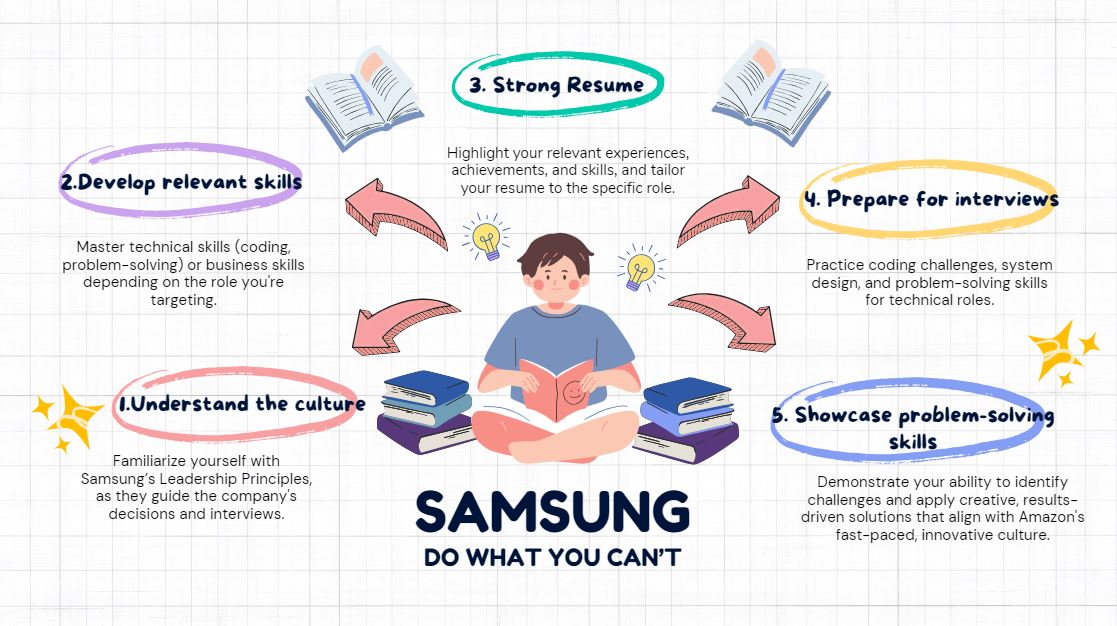 3. Strong Resume
Highlight your relevant experiences,
achievements, and skills, and tailor
your resume to the specific role.
2.Develop relevant skills
Master technical skills (coding,
problem-solving) or business skills
depending on the role you're
targeting.
4. Prepare for interviews
Practice coding challenges, system
design, and problem-solving skills
for technical roles.
1.Understand the culture
Familiarize yourself with
Samsung's Leadership Principles,
as they guide the company's
decisions and interviews.
5. Showcase problem-solving
skills
Demonstrate your ability to identify
challenges and apply creative, results-
driven solutions that align with Amazon's
fast-paced, innovative culture.
SAMSUNG
DO WHAT YOU CAN'T